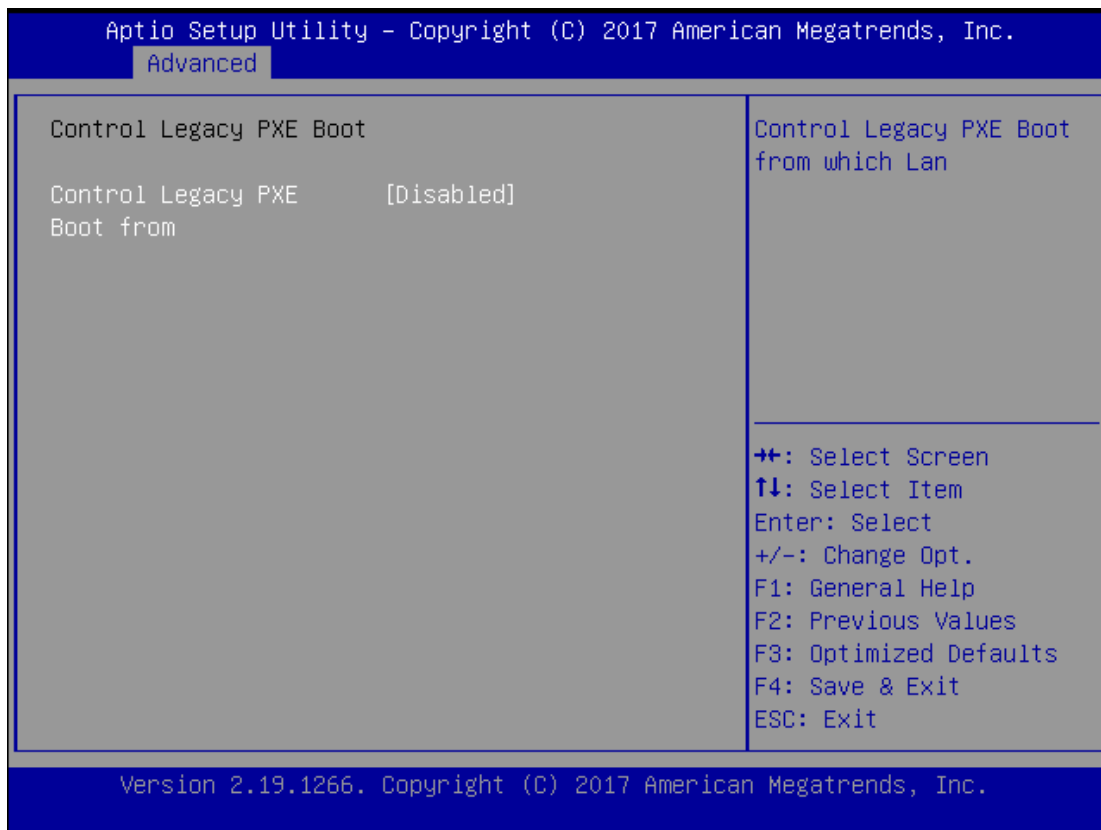 Aptio Setup Utility – Copyright (C) 2017 American Megatrends, Inc.
Advanced
Control Legacy PXE Boot
Control Legacy PXE [Disabled]
Boot from
Control Legacy PXE Boot
from which Lan
→←: Select Screen
↑↓: Select Item
Enter: Select
+/-: Change Opt.
F1: General Help
F2: Previous Values
F3: Optimized Defaults
F4: Save & Exit
ESC: Exit
Version 2.19.1266. Copyright (C) 2017 American Megatrends, Inc.